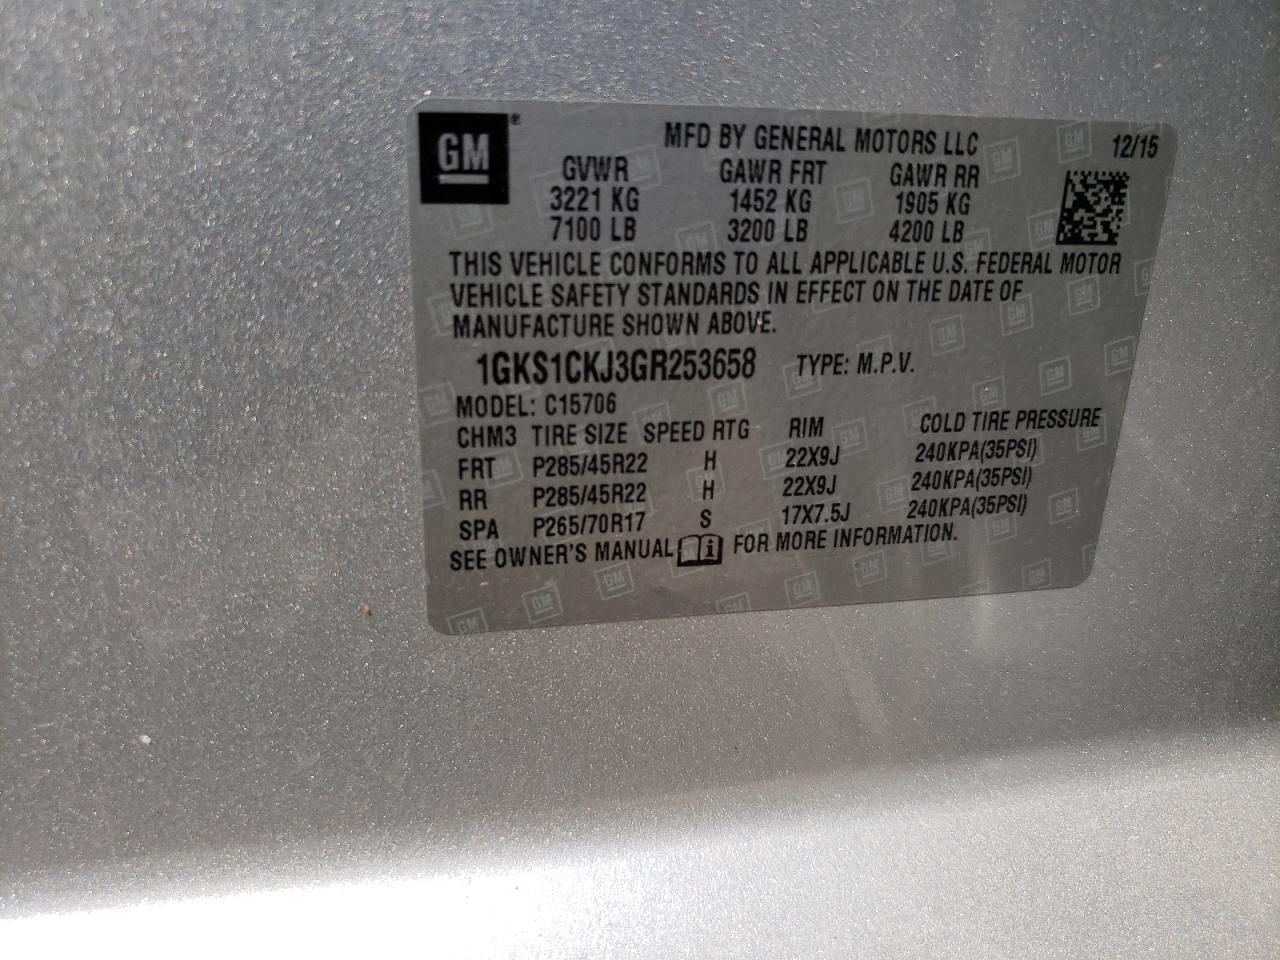 GM®
MFD BY GENERAL MOTORS LLC 12/15
GVWR GAWR FRT GAWR RR
3221 KG 1452 KG 1905 KG
7100 LB 3200 LB 4200 LB
THIS VEHICLE CONFORMS TO ALL APPLICABLE U.S. FEDERAL MOTOR
VEHICLE SAFETY STANDARDS IN EFFECT ON THE DATE OF
MANUFACTURE SHOWN ABOVE.
1GKS1CKJ3GR253658 TYPE: M.P.V.
MODEL: C15706
CHM3 TIRE SIZE SPEED RTG RIM COLD TIRE PRESSURE
FRT P285/45R22 H 22X9J 240KPA(35PSI)
RR P285/45R22 H 22X9J 240KPA(35PSI)
SPA P265/70R17 S 17X7.5J 240KPA(35PSI)
SEE OWNER'S MANUAL i FOR MORE INFORMATION.